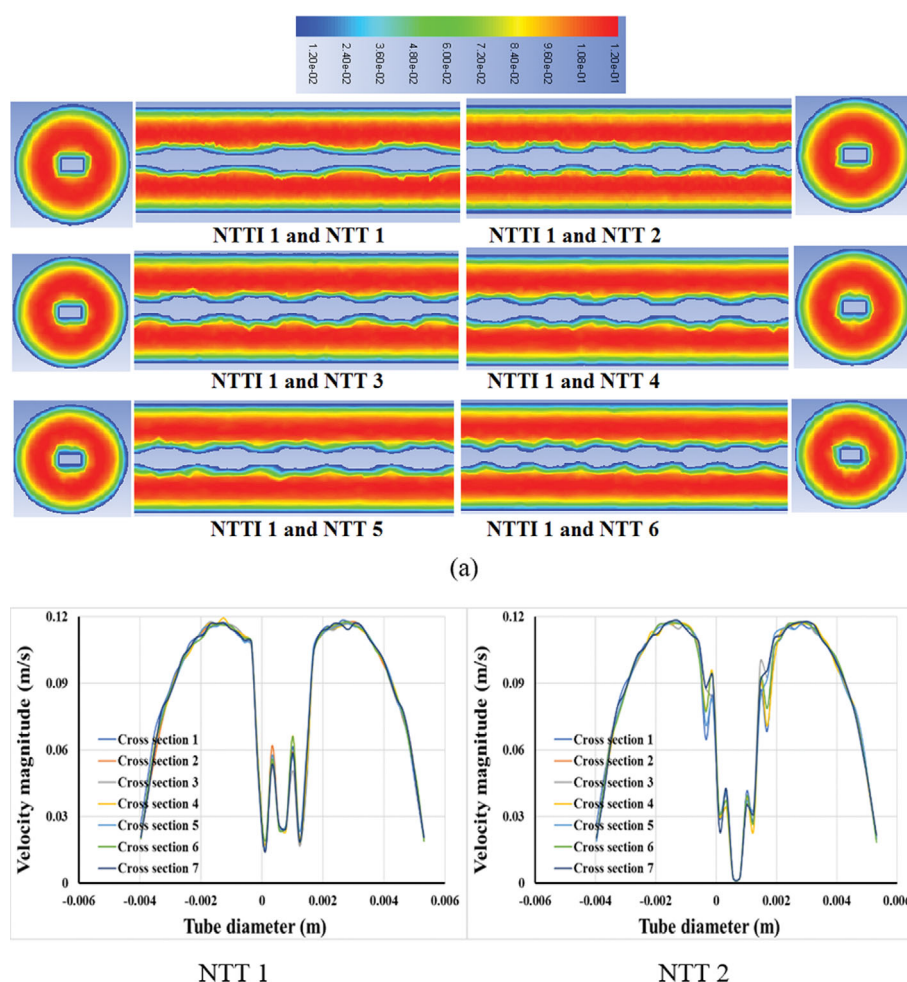 1.20e-02
2.40e-02
3.60e-02
4.80e-02
6.00e-02
7.20e-02
8.40e-02
9.60e-02
1.08e-01
1.20e-01
NTTI 1 and NTT 1
NTTI 1 and NTT 2
NTTI 1 and NTT 3
NTTI 1 and NTT 4
NTTI 1 and NTT 5
NTTI 1 and NTT 6
(a)
Velocity magnitude (m/s)
0.12
0.09
0.06
0.03
0
Cross section 1
Cross section 2
Cross section 3
Cross section 4
Cross section 5
Cross section 6
Cross section 7
-0.006 -0.004 -0.002 0 0.002 0.004 0.006
Tube diameter (m)
NTT 1
Velocity magnitude (m/s)
0.12
0.09
0.06
0.03
0
Cross section 1
Cross section 2
Cross section 3
Cross section 4
Cross section 5
Cross section 6
Cross section 7
-0.006 -0.004 -0.002 0 0.002 0.004 0.006
Tube diameter (m)
NTT 2